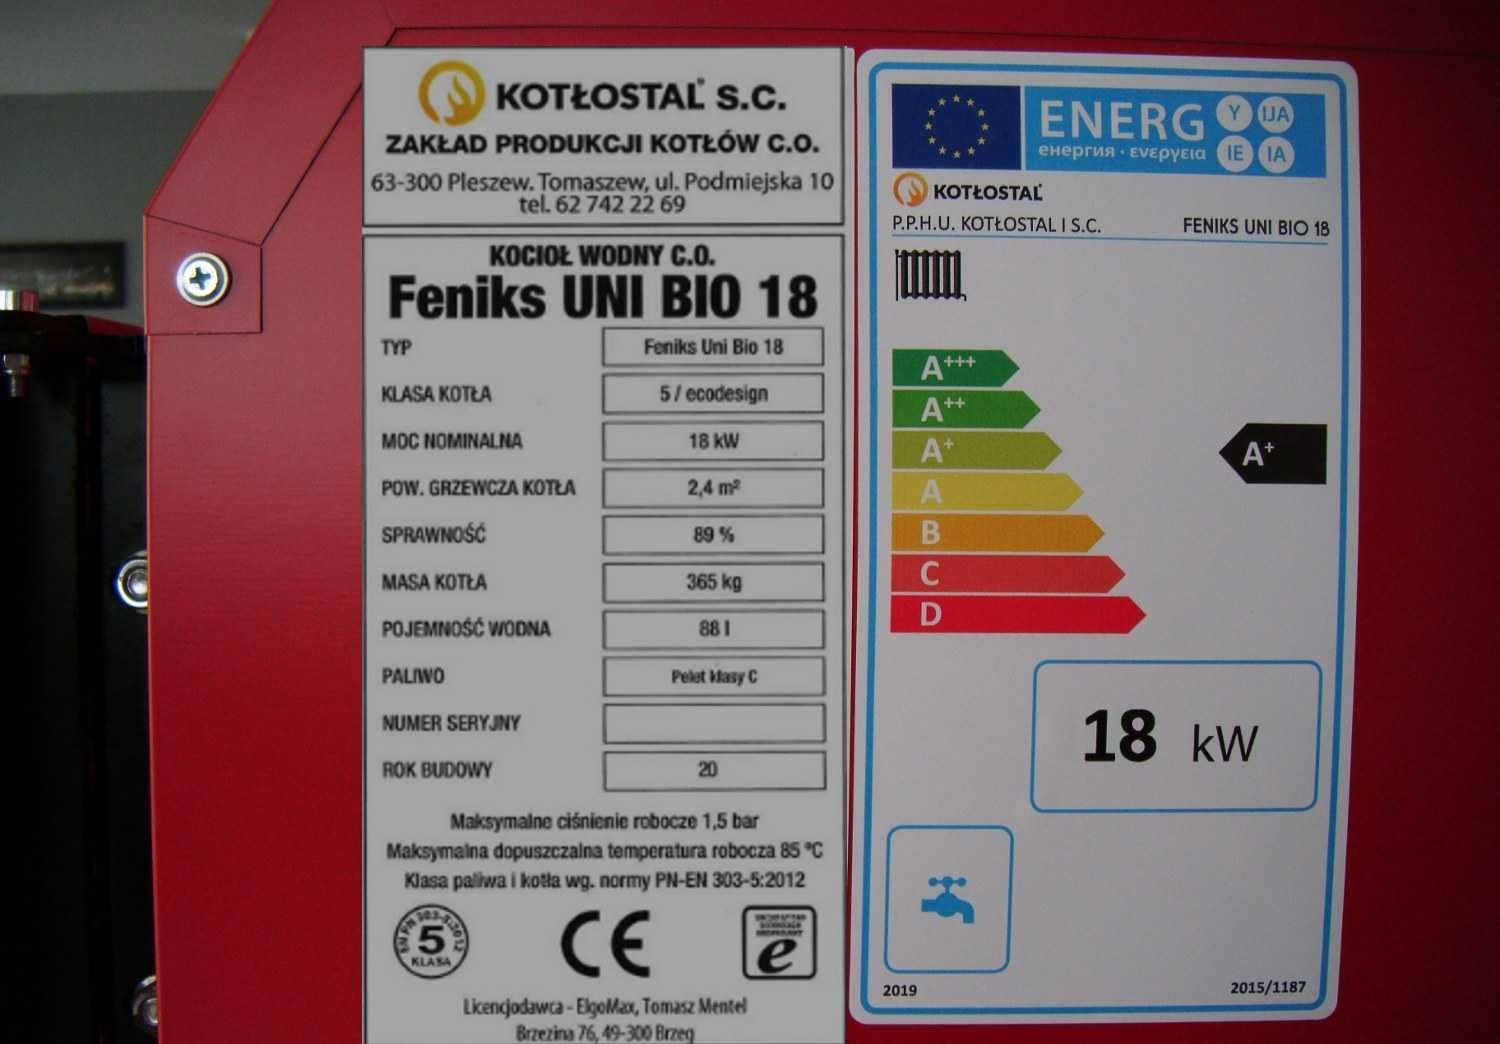 KOTŁOSTAL® S.C.
ZAKŁAD PRODUKCJI KOTŁÓW C.O.
63-300 Pleszew. Tomaszew, ul. Podmiejska 10
tel. 62 742 22 69
KOCIOŁ WODNY C.O.
Feniks UNI BIO 18
TYP Feniks Uni Bio 18
KLASA KOTŁA 5 / ecodesign
MOC NOMINALNA 18 kW
POW. GRZEWCZA KOTŁA 2,4 m²
SPRAWNOŚĆ 89 %
MASA KOTŁA 365 kg
POJEMNOŚĆ WODNA 88 l
PALIWO Pelet klasy C
NUMER SERYJNY
ROK BUDOWY 20
Maksymalne ciśnienie robocze 1,5 bar
Maksymalna dopuszczalna temperatura robocza 85 °C
Klasa paliwa i kotła wg. normy PN-EN 303-5:2012
EN PN 303-5:2012
5
KLASA
CE
e
Licencjodawca - ElgoMax, Tomasz Mentel
Brzezina 76, 49-300 Brzeg
ENERG Y IJA
енергия · ενεργεια IE IA
KOTŁOSTAL®
P.P.H.U. KOTŁOSTAL I S.C. FENIKS UNI BIO 18
A+++
A++
A+
A+
A
B
C
D
18 kW
2019 2015/1187